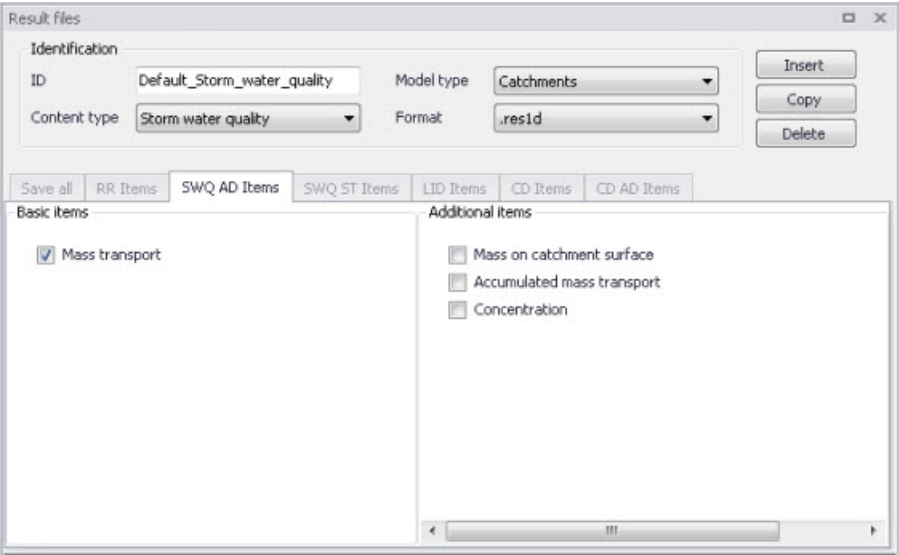 Result files
Identification
ID Default_Storm_water_quality Model type Catchments Insert
Content type Storm water quality Format .res1d Copy
Delete
Save all RR Items SWQ AD Items SWQ ST Items LID Items CD Items CD AD Items
Basic items Additional items
Mass transport Mass on catchment surface
Accumulated mass transport
Concentration